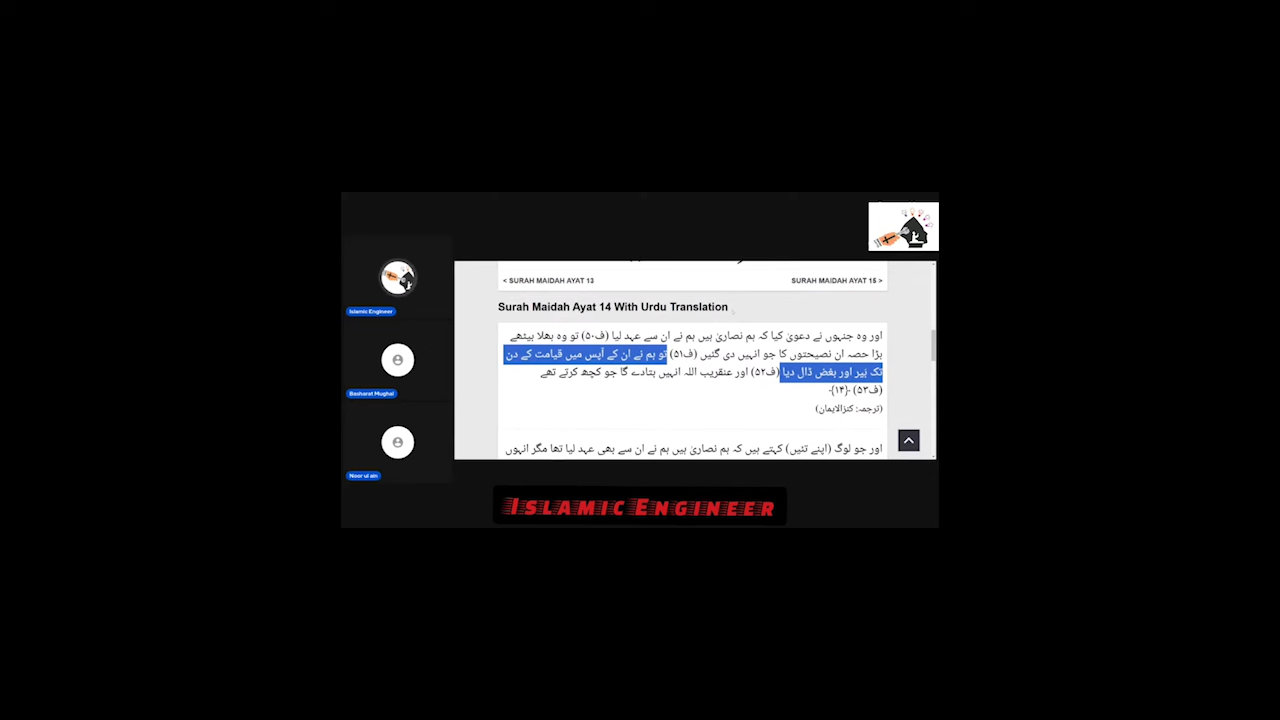 < SURAH MAIDAH AYAT 13
SURAH MAIDAH AYAT 15 >
Surah Maidah Ayat 14 With Urdu Translation
اور وہ جنہوں نے دعویٰ کیا کہ ہم نصاریٰ ہیں ہم نے ان سے عہد لیا (ف۵۰) تو وہ بھلا بیٹھے
بڑا حصہ ان نصیحتوں کا جو انہیں دی گئیں (ف۵۱) تو ہم نے ان کے آپس میں قیامت کے دن
تک بَیر اور بغض ڈال دیا (ف۵۲) اور عنقریب اللہ انہیں بتادے گا جو کچھ کرتے تھے
(ف۵۳) ﴿۱۴﴾
(ترجمہ: کنزالایمان)
اور جو لوگ (اپنے تئیں) کہتے ہیں کہ ہم نصاریٰ ہیں ہم نے ان سے بھی عہد لیا تھا مگر انہوں
Islamic Engineer
Basharat Mughal
Noor ul ain
ISLAMIC ENGINEER